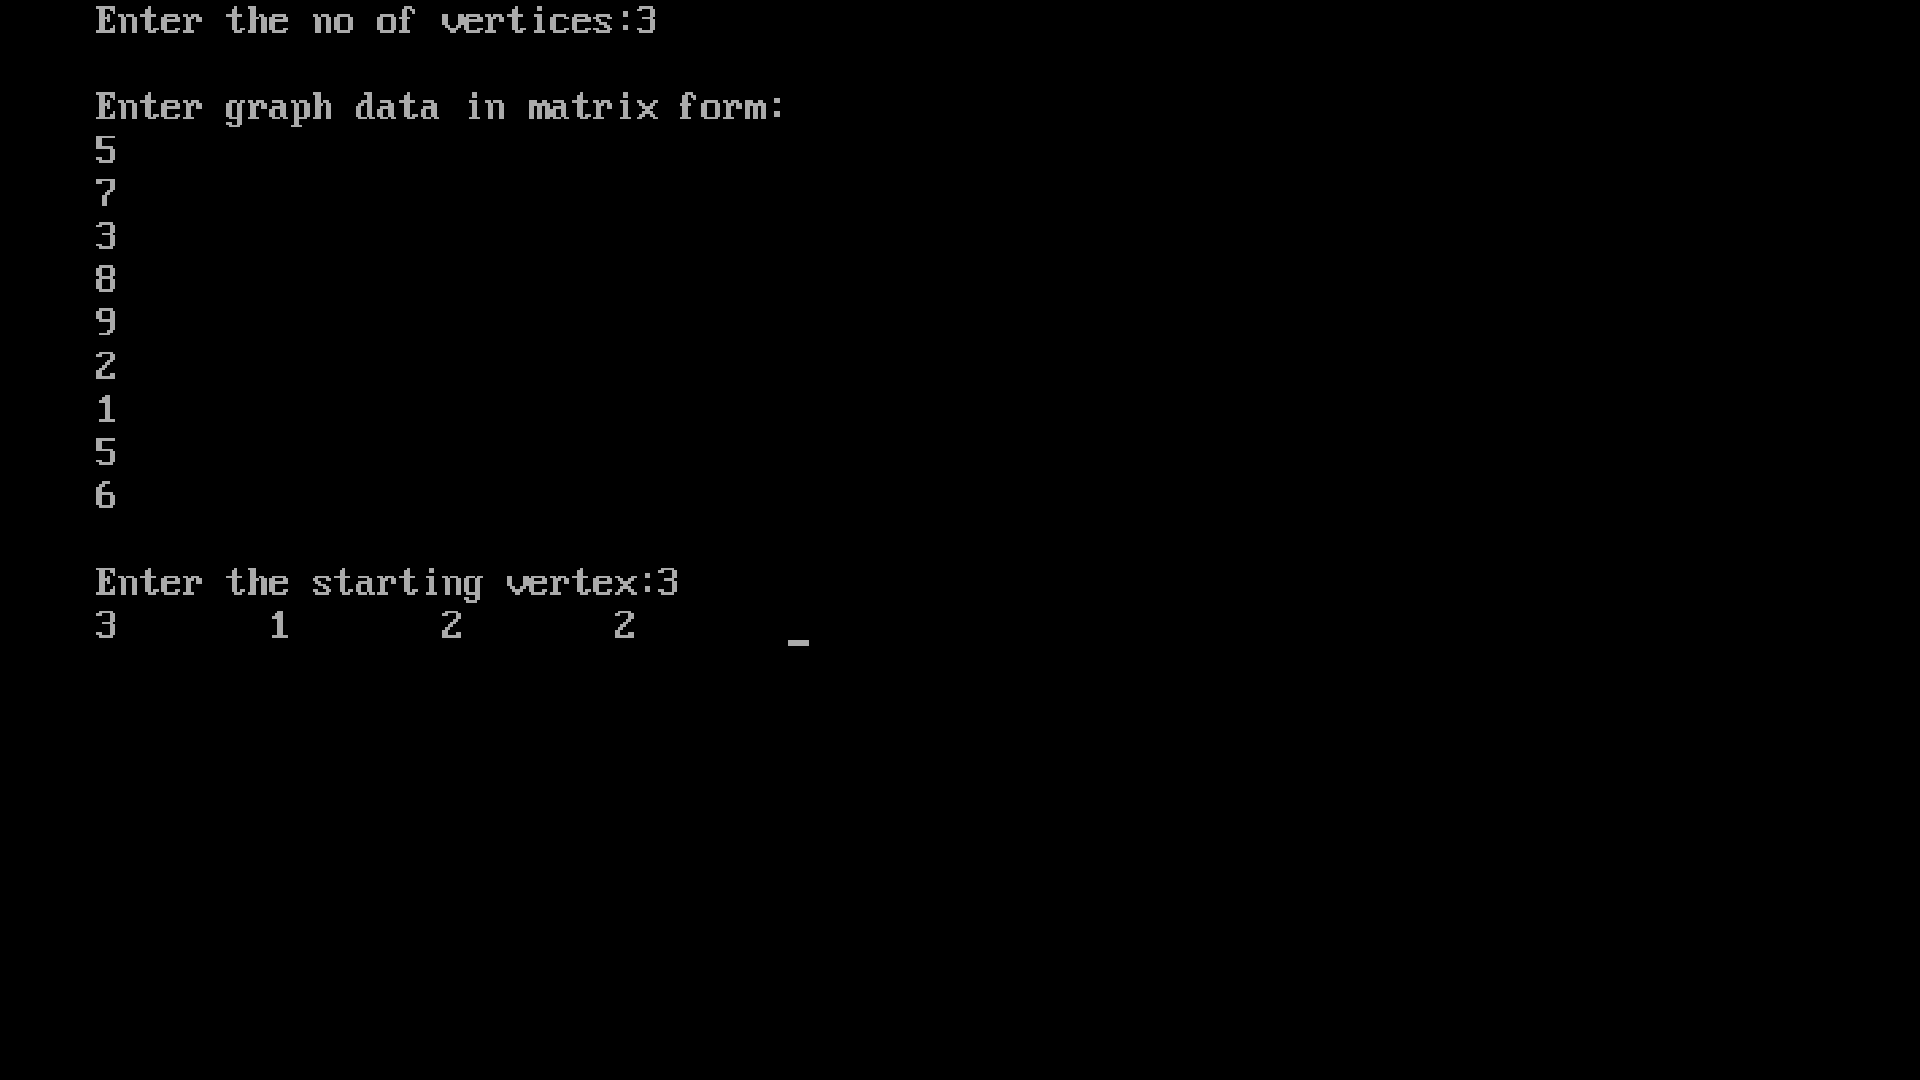 Enter the no of vertices:3
Enter graph data in matrix form:
5
7
3
8
9
2
1
5
6
Enter the starting vertex:3
3 1 2 2 _